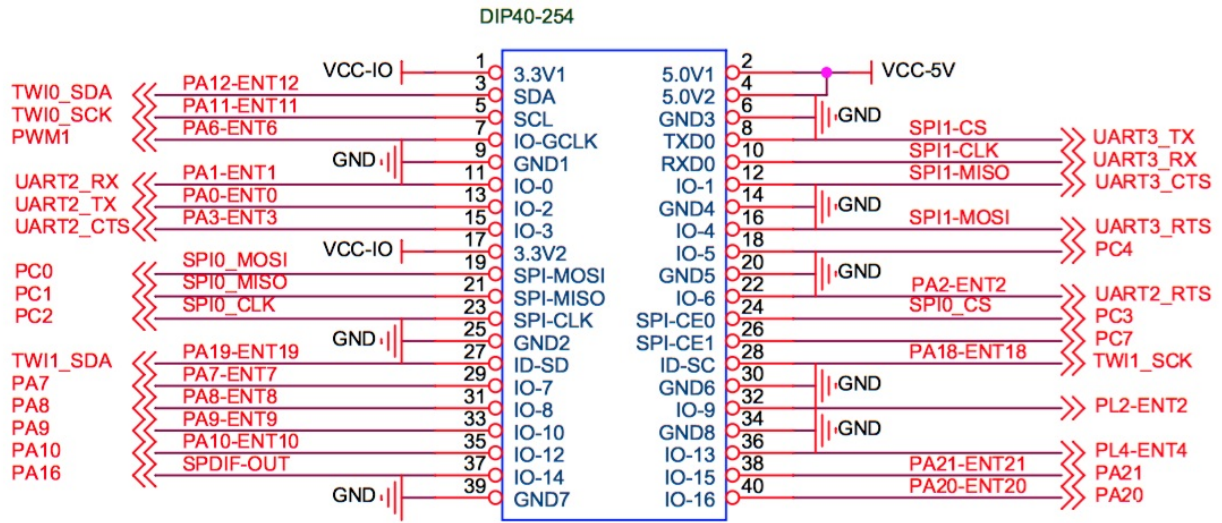 DIP40-254
VCC-IO 1 3.3V1 5.0V1 2 VCC-5V
TWI0_SDA PA12-ENT12 3 SDA 5.0V2 4
TWI0_SCK PA11-ENT11 5 SCL GND3 6 GND
PWM1 PA6-ENT6 7 IO-GCLK TXD0 8 SPI1-CS UART3_TX
GND 9 GND1 RXD0 10 SPI1-CLK UART3_RX
UART2_RX PA1-ENT1 11 IO-0 IO-1 12 SPI1-MISO UART3_CTS
UART2_TX PA0-ENT0 13 IO-2 GND4 14 GND
UART2_CTS PA3-ENT3 15 IO-3 IO-4 16 SPI1-MOSI UART3_RTS
VCC-IO 17 3.3V2 IO-5 18 PC4
PC0 SPI0_MOSI 19 SPI-MOSI GND5 20 GND
PC1 SPI0_MISO 21 SPI-MISO IO-6 22 PA2-ENT2 UART2_RTS
PC2 SPI0_CLK 23 SPI-CLK SPI-CE0 24 SPI0_CS PC3
GND 25 GND2 SPI-CE1 26 PC7
TWI1_SDA PA19-ENT19 27 ID-SD ID-SC 28 PA18-ENT18 TWI1_SCK
PA7 PA7-ENT7 29 IO-7 GND6 30 GND
PA8 PA8-ENT8 31 IO-8 IO-9 32 PL2-ENT2
PA9 PA9-ENT9 33 IO-10 GND8 34 GND
PA10 PA10-ENT10 35 IO-12 IO-13 36 PL4-ENT4
PA16 SPDIF-OUT 37 IO-14 IO-15 38 PA21-ENT21 PA21
GND 39 GND7 IO-16 40 PA20-ENT20 PA20